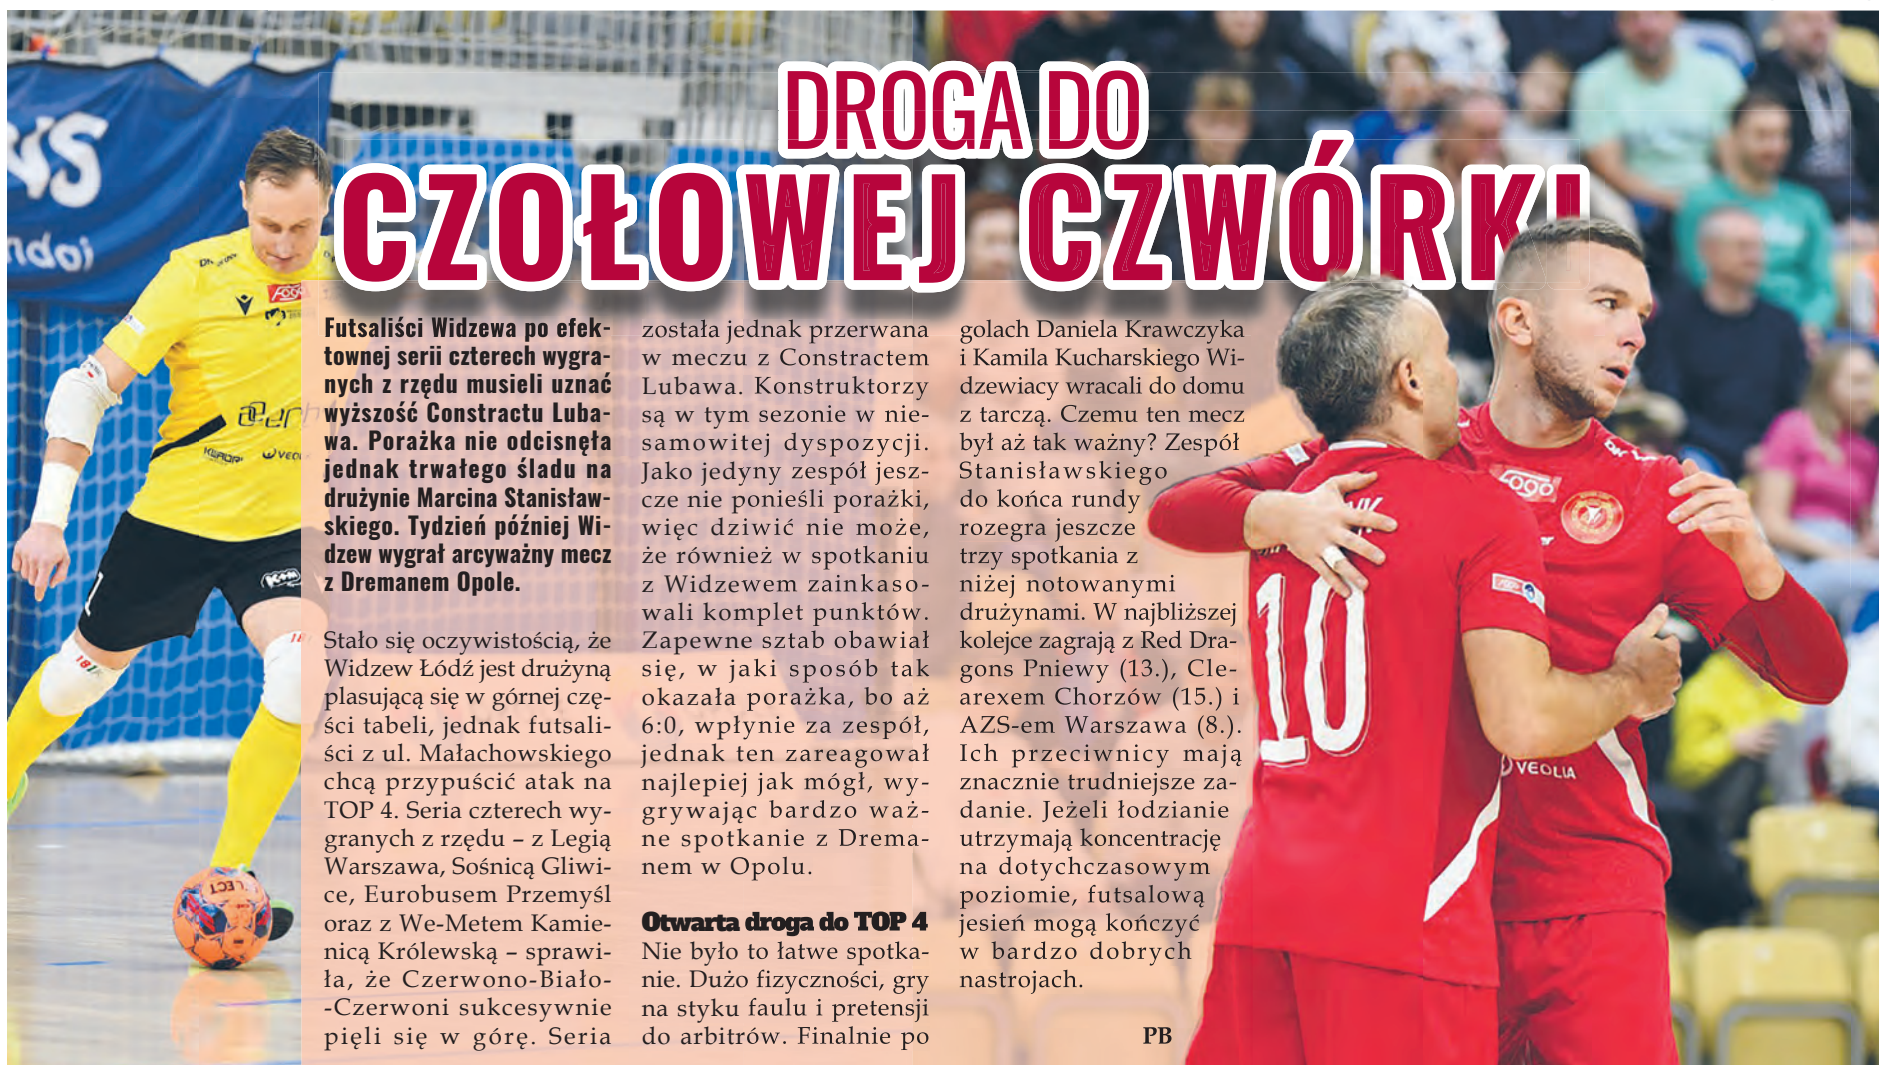 DROGA DO
CZOŁOWEJ CZWÓRKI
Futsaliści Widzewa po efek-
townej serii czterech wygra-
nych z rzędu musieli uznać
wyższość Constractu Luba-
wa. Porażka nie odcisnęła
jednak trwałego śladu na
drużynie Marcina Stanisław-
skiego. Tydzień później Wi-
dzew wygrał arcyważny mecz
z Dremanem Opole.
Stało się oczywistością, że
Widzew Łódź jest drużyną
plasującą się w górnej czę-
ści tabeli, jednak futsali-
ści z ul. Małachowskiego
chcą przypuścić atak na
TOP 4. Seria czterech wy-
granych z rzędu – z Legią
Warszawa, Sośnicą Gliwi-
ce, Eurobusem Przemyśl
oraz z We-Metem Kamie-
nicą Królewską – sprawi-
ła, że Czerwono-Biało-
-Czerwoni sukcesywnie
pięli się w górę. Seria
została jednak przerwana
w meczu z Constractem
Lubawa. Konstruktorzy
są w tym sezonie w nie-
samowitej dyspozycji.
Jako jedyny zespół jesz-
cze nie ponieśli porażki,
więc dziwić nie może,
że również w spotkaniu
z Widzewem zainkaso-
wali komplet punktów.
Zapewne sztab obawiał
się, w jaki sposób tak
okazała porażka, bo aż
6:0, wpłynie za zespół,
jednak ten zareagował
najlepiej jak mógł, wy-
grywając bardzo waż-
ne spotkanie z Drema-
nem w Opolu.
Otwarta droga do TOP 4
Nie było to łatwe spotka-
nie. Dużo fizyczności, gry
na styku faulu i pretensji
do arbitrów. Finalnie po
golach Daniela Krawczyka
i Kamila Kucharskiego Wi-
dzewiacy wracali do domu
z tarczą. Czemu ten mecz
był aż tak ważny? Zespół
Stanisławskiego
do końca rundy
rozegra jeszcze
trzy spotkania z
niżej notowanymi
drużynami. W najbliższej
kolejce zagrają z Red Dra-
gons Pniewy (13.), Cle-
arexem Chorzów (15.) i
AZS-em Warszawa (8.).
Ich przeciwnicy mają
znacznie trudniejsze za-
danie. Jeżeli łodzianie
utrzymają koncentrację
na dotychczasowym
poziomie, futsalową
jesień mogą kończyć
w bardzo dobrych
nastrojach.
PB
10
VEOLIA
Fogo